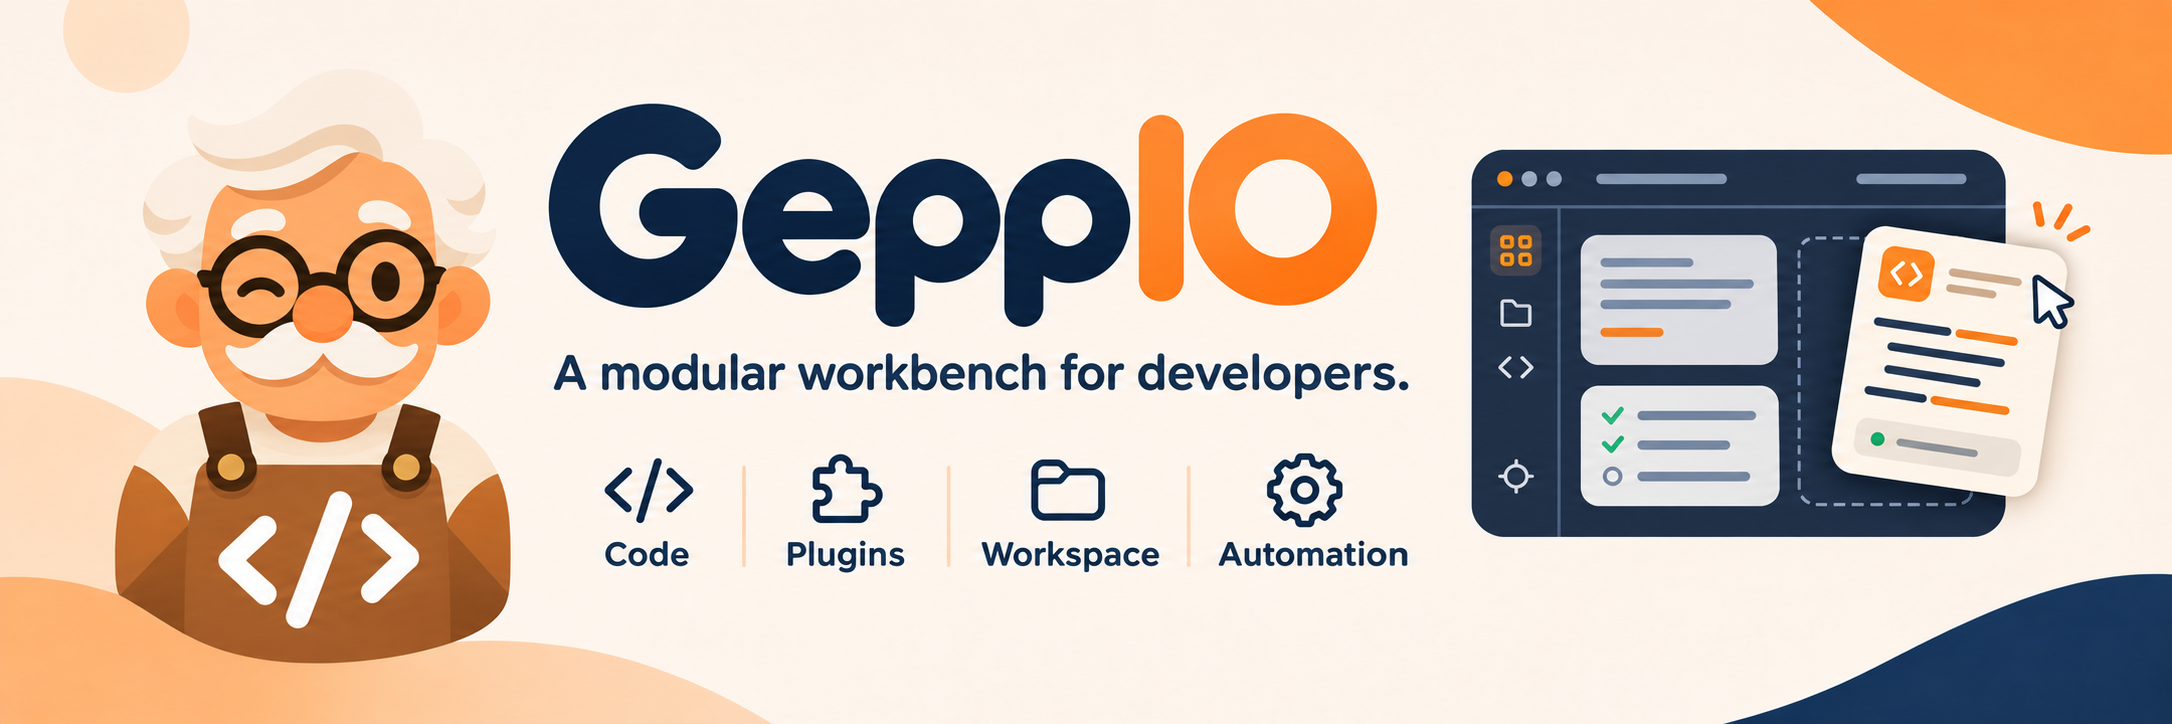 GeppIO
A modular workbench for developers.
Code
Plugins
Workspace
Automation